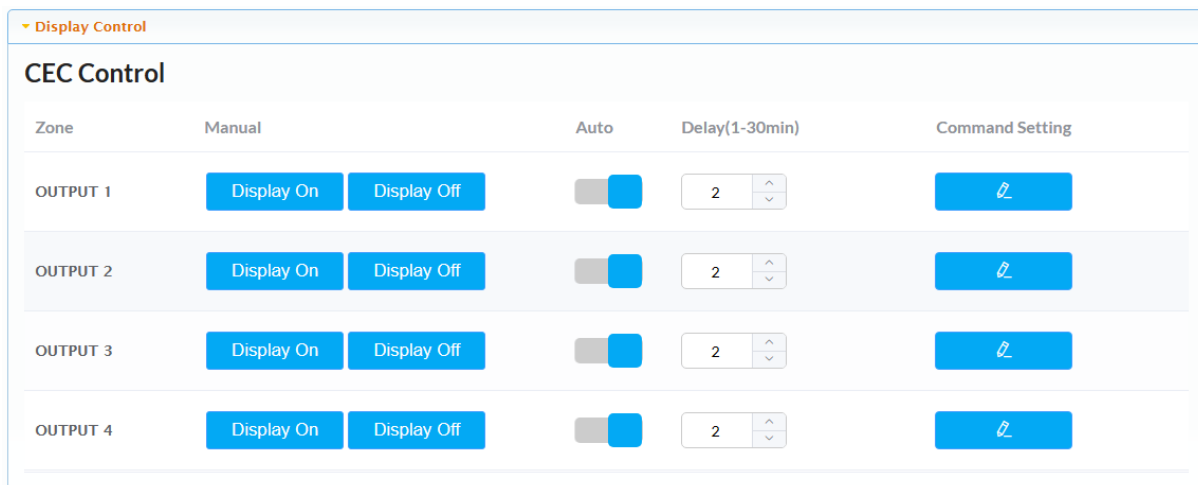 Display Control
CEC Control
Zone Manual Auto Delay(1-30min) Command Setting
OUTPUT 1 Display On Display Off 2
OUTPUT 2 Display On Display Off 2
OUTPUT 3 Display On Display Off 2
OUTPUT 4 Display On Display Off 2